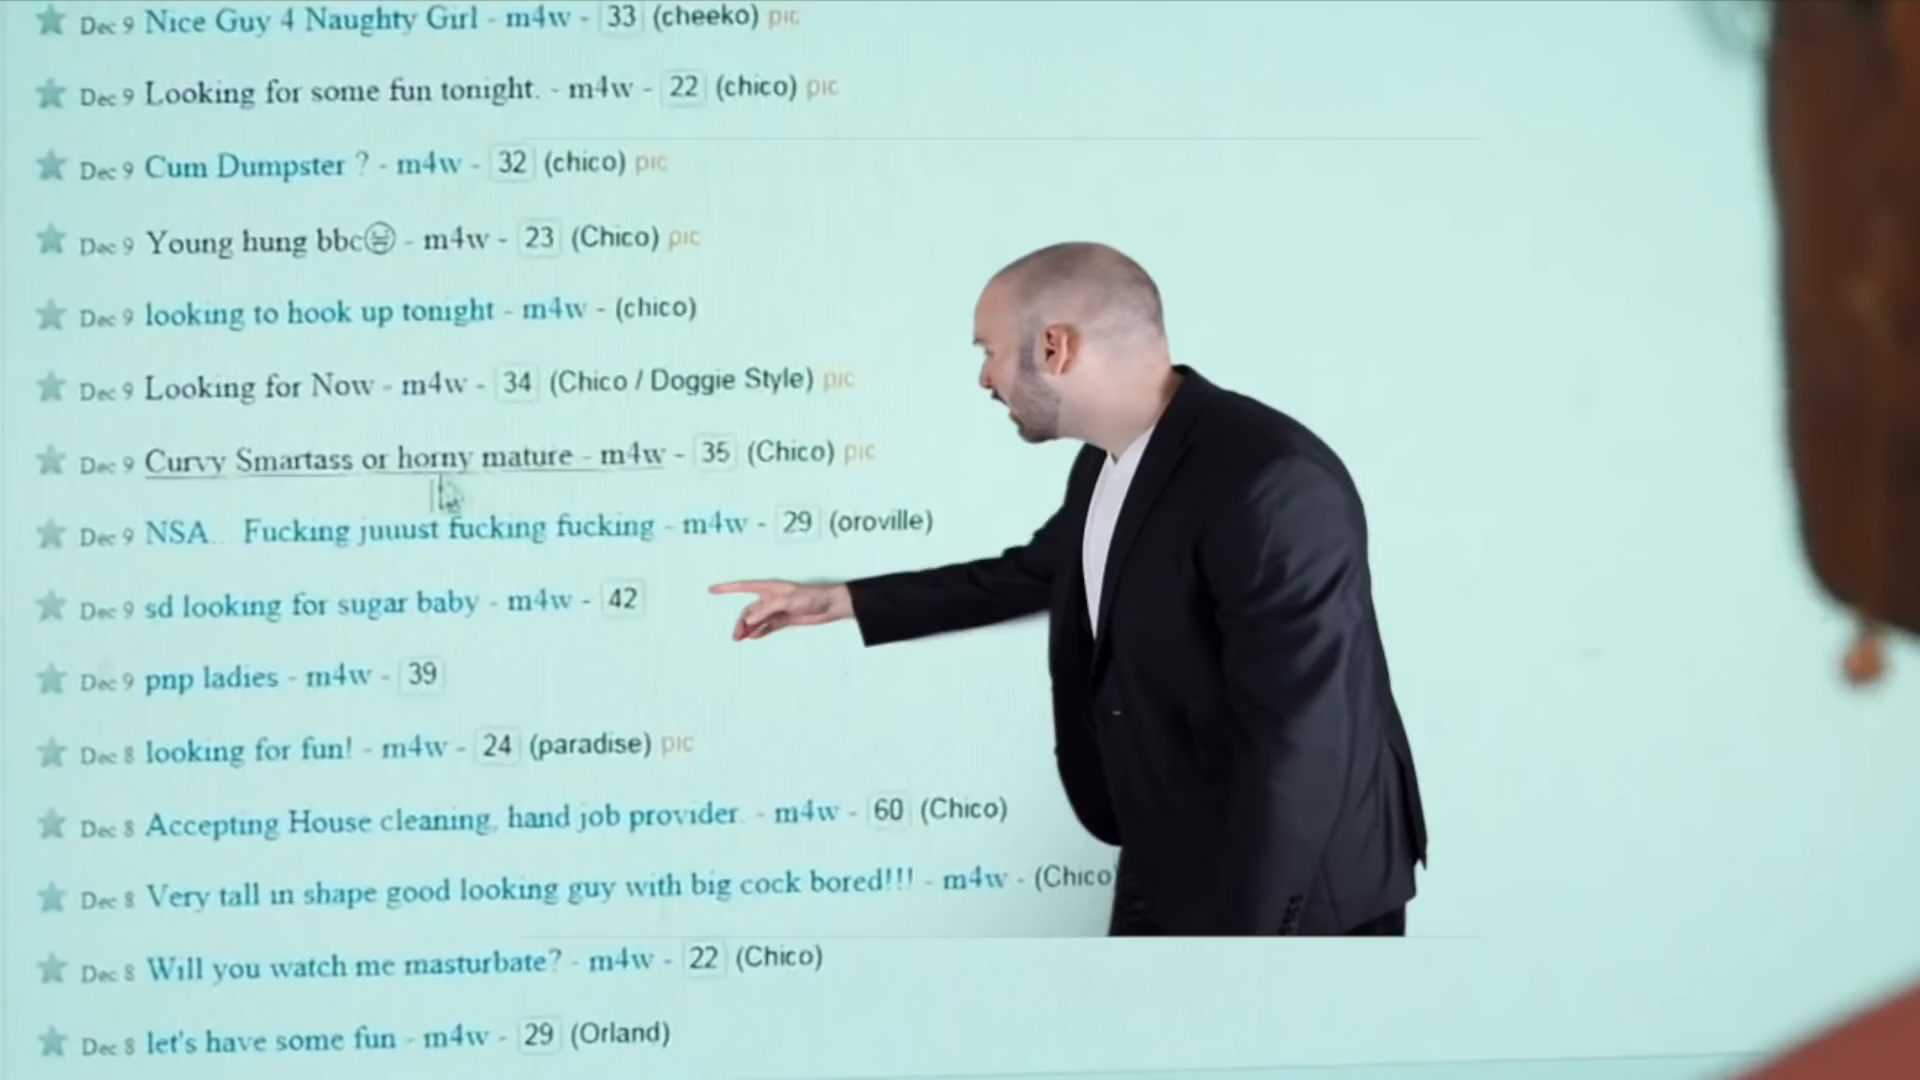 Dec 9 Nice Guy 4 Naughty Girl - m4w - 33 (cheeko) pic
Dec 9 Looking for some fun tonight. - m4w - 22 (chico) pic
Dec 9 Cum Dumpster ? - m4w - 32 (chico) pic
Dec 9 Young hung bbc - m4w - 23 (Chico) pic
Dec 9 looking to hook up tonight - m4w - (chico)
Dec 9 Looking for Now - m4w - 34 (Chico / Doggie Style) pic
Dec 9 Curvy Smartass or horny mature - m4w - 35 (Chico) pic
Dec 9 NSA... Fucking juuust fucking fucking - m4w - 29 (oroville)
Dec 9 sd looking for sugar baby - m4w - 42
Dec 9 pnp ladies - m4w - 39
Dec 8 looking for fun! - m4w - 24 (paradise) pic
Dec 8 Accepting House cleaning, hand job provider. - m4w - 60 (Chico)
Dec 8 Very tall in shape good looking guy with big cock bored!!! - m4w - (Chico
Dec 8 Will you watch me masturbate? - m4w - 22 (Chico)
Dec 8 let's have some fun - m4w - 29 (Orland)